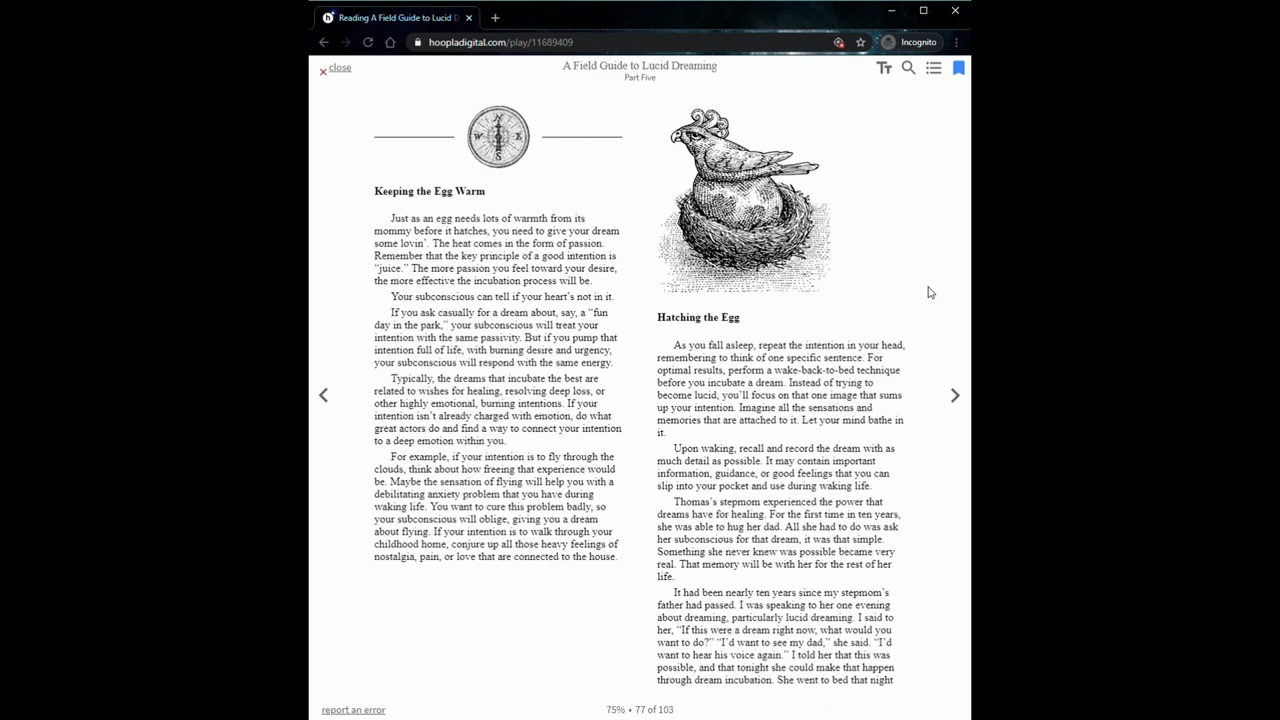 Reading A Field Guide to Lucid D
hoopladigital.com/play/11689409
Incognito
close
A Field Guide to Lucid Dreaming
Part Five
Tт
N
W E
S
Keeping the Egg Warm
Just as an egg needs lots of warmth from its
mommy before it hatches, you need to give your dream
some lovin’. The heat comes in the form of passion.
Remember that the key principle of a good intention is
“juice.” The more passion you feel toward your desire,
the more effective the incubation process will be.
Your subconscious can tell if your heart’s not in it.
If you ask casually for a dream about, say, a “fun
day in the park,” your subconscious will treat your
intention with the same passivity. But if you pump that
intention full of life, with burning desire and urgency,
your subconscious will respond with the same energy.
Typically, the dreams that incubate the best are
related to wishes for healing, resolving deep loss, or
other highly emotional, burning intentions. If your
intention isn’t already charged with emotion, do what
great actors do and find a way to connect your intention
to a deep emotion within you.
For example, if your intention is to fly through the
clouds, think about how freeing that experience would
be. Maybe the sensation of flying will help you with a
debilitating anxiety problem that you have during
waking life. You want to cure this problem badly, so
your subconscious will oblige, giving you a dream
about flying. If your intention is to walk through your
childhood home, conjure up all those heavy feelings of
nostalgia, pain, or love that are connected to the house.
Hatching the Egg
As you fall asleep, repeat the intention in your head,
remembering to think of one specific sentence. For
optimal results, perform a wake-back-to-bed technique
before you incubate a dream. Instead of trying to
become lucid, you’ll focus on that one image that sums
up your intention. Imagine all the sensations and
memories that are attached to it. Let your mind bathe in
it.
Upon waking, recall and record the dream with as
much detail as possible. It may contain important
information, guidance, or good feelings that you can
slip into your pocket and use during waking life.
Thomas’s stepmom experienced the power that
dreams have for healing. For the first time in ten years,
she was able to hug her dad. All she had to do was ask
her subconscious for that dream, it was that simple.
Something she never knew was possible became very
real. That memory will be with her for the rest of her
life.
It had been nearly ten years since my stepmom’s
father had passed. I was speaking to her one evening
about dreaming, particularly lucid dreaming. I said to
her, “If this were a dream right now, what would you
want to do?” “I’d want to see my dad,” she said. “I’d
want to hear his voice again.” I told her that this was
possible, and that tonight she could make that happen
through dream incubation. She went to bed that night
report an error
75% • 77 of 103